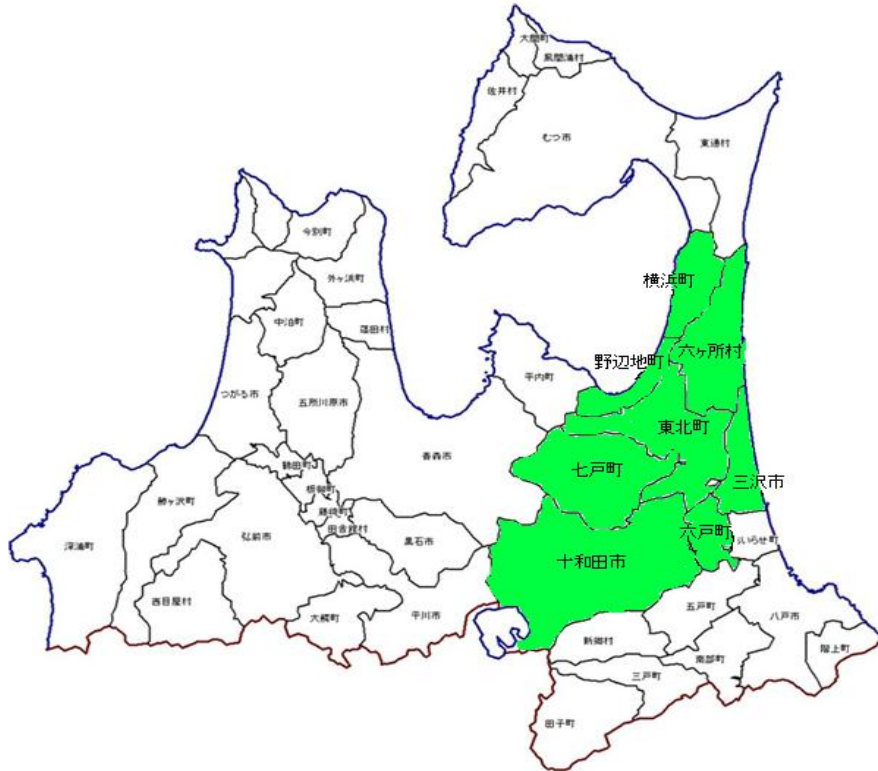 大間町
風間浦村
佐井村
むつ市
東通村
今別町
外ヶ浜町
中泊町
蓬田村
横浜町
野辺地町
六ヶ所村
平内町
つがる市
五所川原市
東北町
青森市
鶴田町
七戸町
三沢市
板柳町
鰺ヶ沢町
藤崎町
田舎館村
六戸町
深浦町
弘前市
黒石市
十和田市
おいらせ町
西目屋村
大鰐町
平川市
五戸町
八戸市
新郷村
南部町
階上町
三戸町
田子町